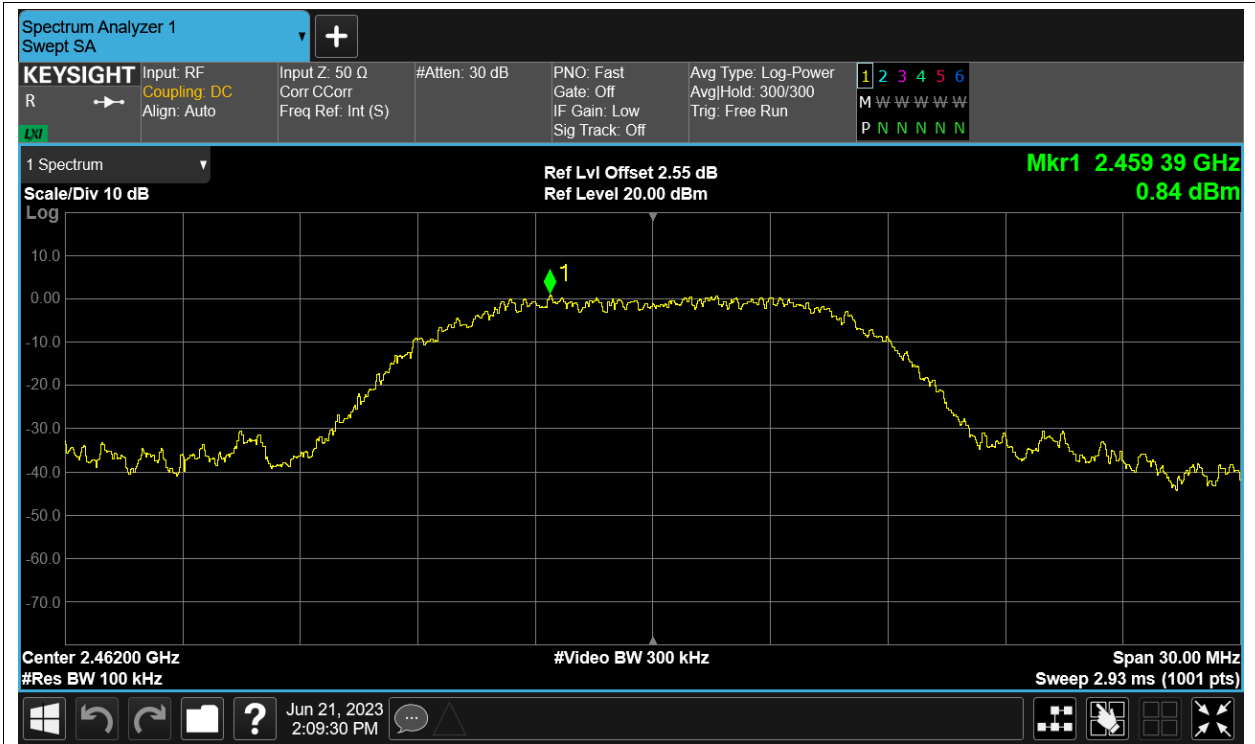 Spectrum Analyzer 1
Swept SA
KEYSIGHT
R
LXI
Input: RF
Coupling: DC
Align: Auto
Input Z: 50 Ω
Corr CCorr
Freq Ref: Int (S)
#Atten: 30 dB
PNO: Fast
Gate: Off
IF Gain: Low
Sig Track: Off
Avg Type: Log-Power
Avg|Hold: 300/300
Trig: Free Run
1 2 3 4 5 6
M W W W W W
P N N N N N
1 Spectrum
Scale/Div 10 dB
Log
Ref Lvl Offset 2.55 dB
Ref Level 20.00 dBm
Mkr1 2.459 39 GHz
0.84 dBm
1
10.0
0.00
-10.0
-20.0
-30.0
-40.0
-50.0
-60.0
-70.0
Center 2.46200 GHz
#Res BW 100 kHz
#Video BW 300 kHz
Span 30.00 MHz
Sweep 2.93 ms (1001 pts)
?
Jun 21, 2023
2:09:30 PM